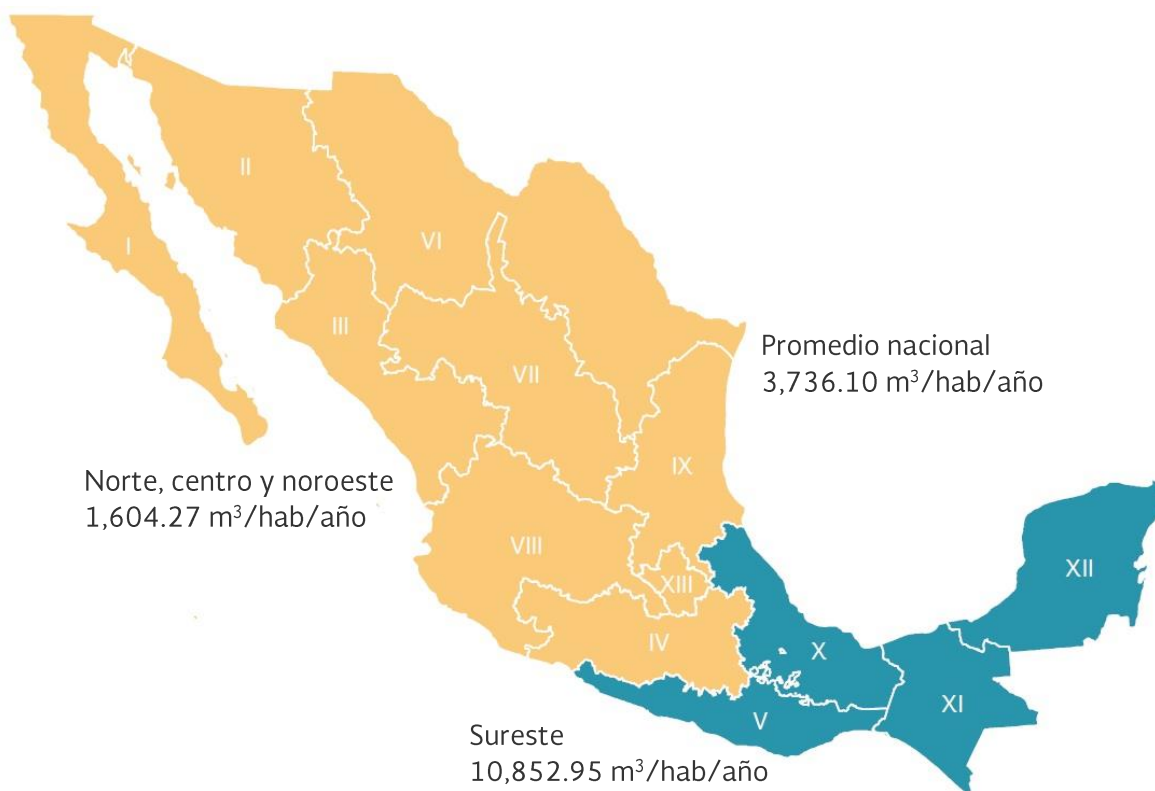 II
I
VI
III
Promedio nacional
3,736.10 m³/hab/año
VII
IX
Norte, centro y noroeste
1,604.27 m³/hab/año
VIII
XIII
XII
IV
X
XI
V
Sureste
10,852.95 m³/hab/año